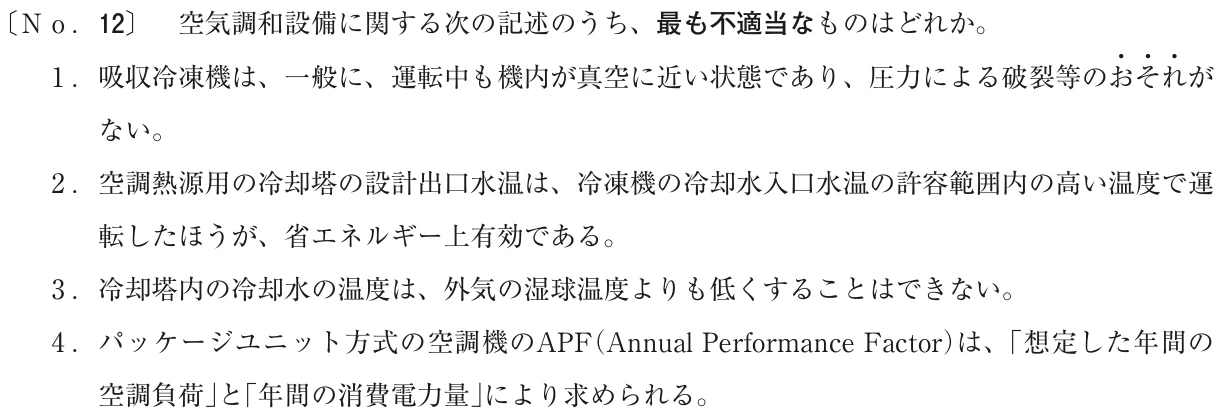 〔Ｎｏ．12〕　空気調和設備に関する次の記述のうち、最も不適当なものはどれか。
１．吸収冷凍機は、一般に、運転中も機内が真空に近い状態であり、圧力による破裂等のおそれが
ない。
２．空調熱源用の冷却塔の設計出口水温は、冷凍機の冷却水入口水温の許容範囲内の高い温度で運
転したほうが、省エネルギー上有効である。
３．冷却塔内の冷却水の温度は、外気の湿球温度よりも低くすることはできない。
４．パッケージユニット方式の空調機のAPF（Annual Performance Factor）は、「想定した年間の
空調負荷」と「年間の消費電力量」により求められる。